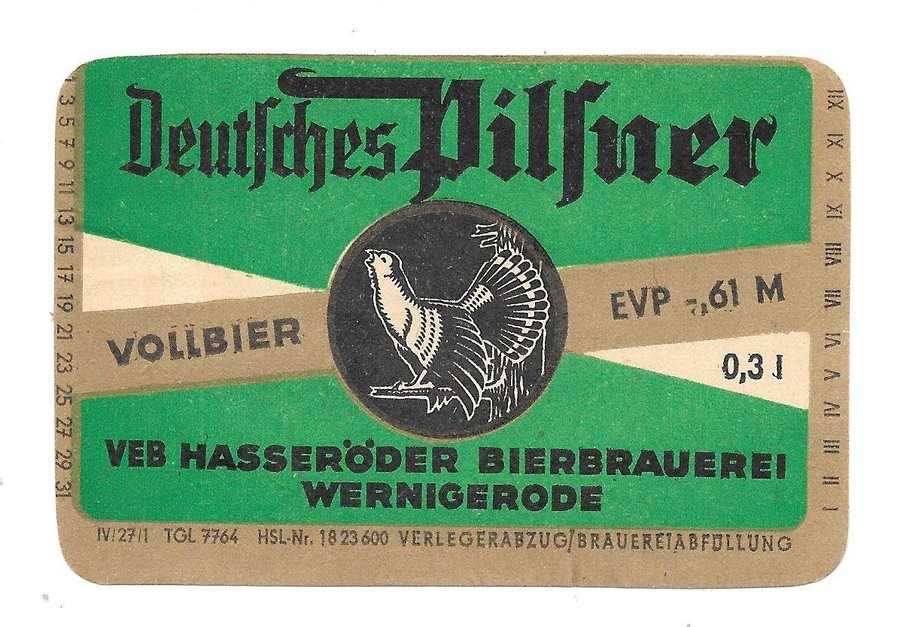 Deutſches Pilſner
1 3 5 7 9 11 13 15 17 19 21 23 25 27 29 31
VOLLBIER
EVP -,61 M
0,3 l
VEB HASSERÖDER BIERBRAUEREI
WERNIGERODE
I II III IV V VI VII VIII IX X XI XII
IV/27/1 TGL 7764 HSL-Nr. 18 23 600 VERLEGERABZUG/BRAUEREIABFÜLLUNG